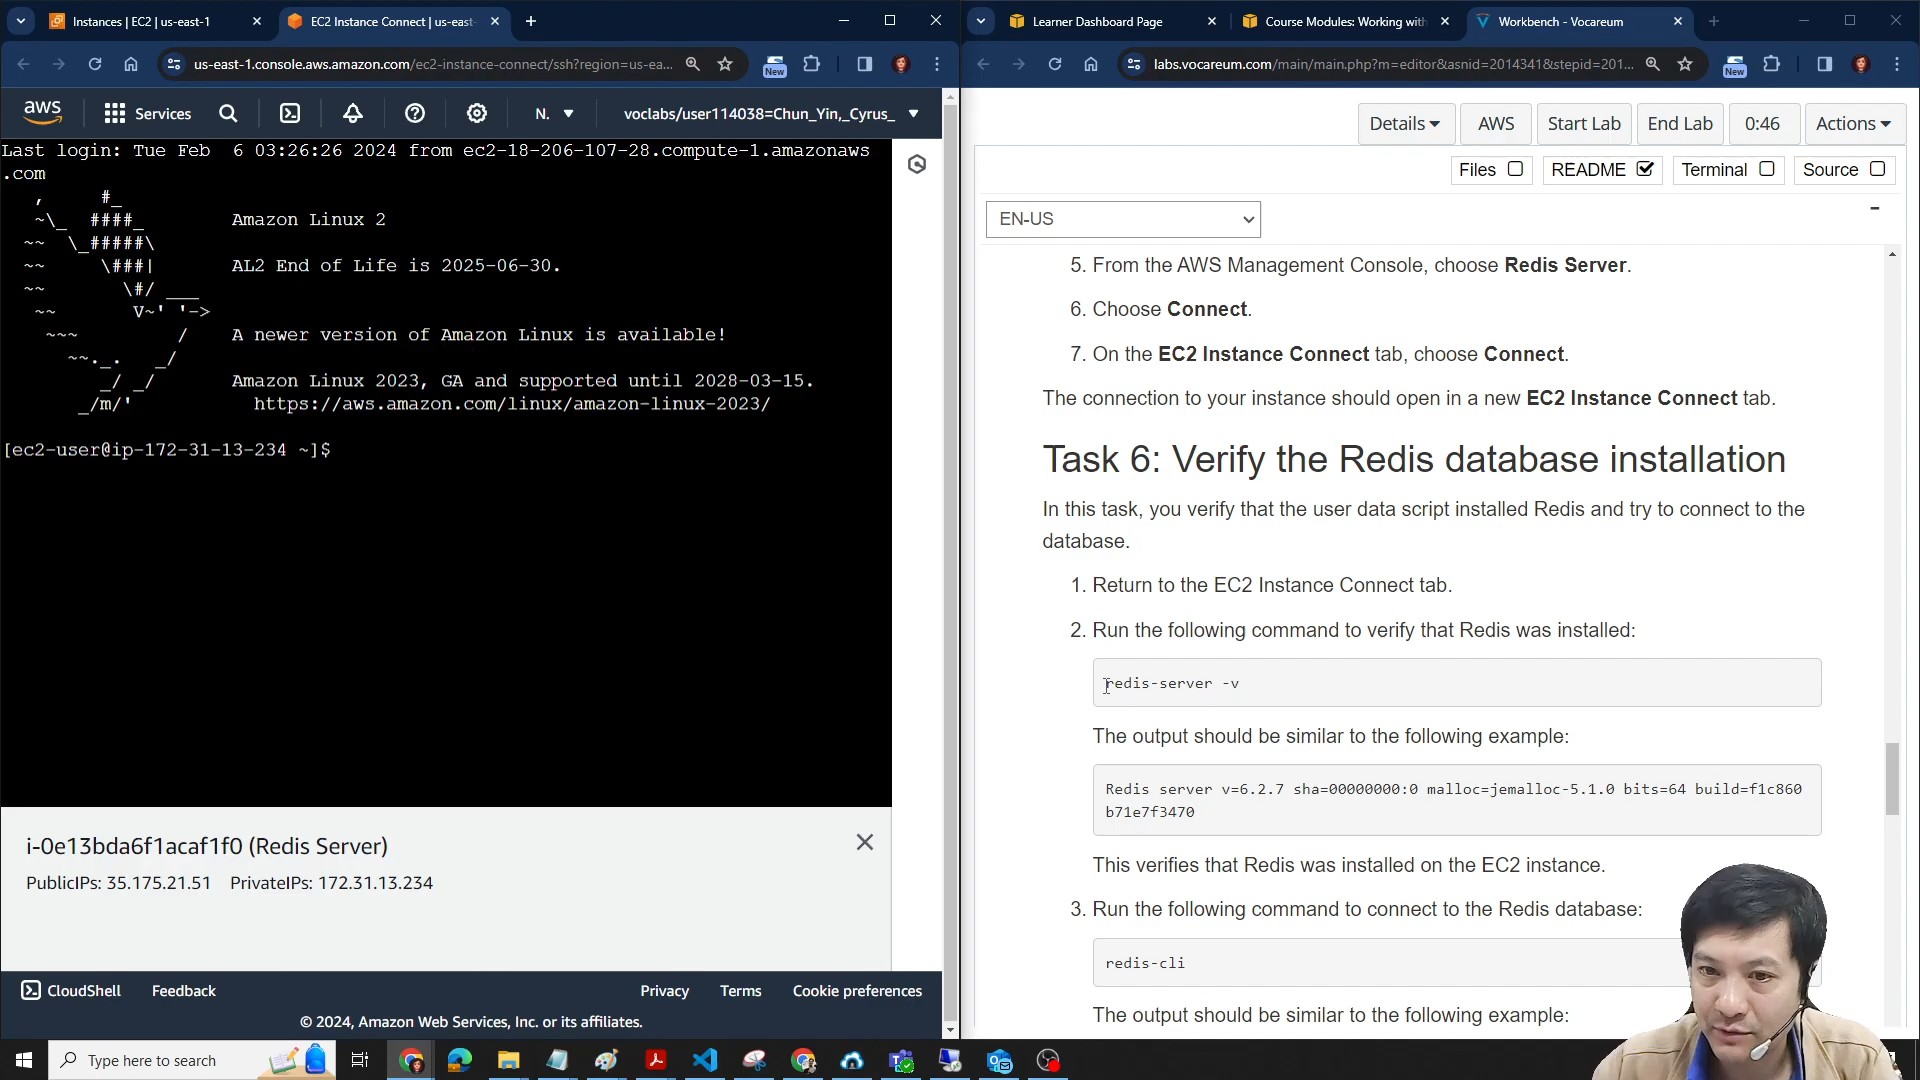 Instances | EC2 | us-east-1
EC2 Instance Connect | us-east-
us-east-1.console.aws.amazon.com/ec2-instance-connect/ssh?region=us-ea...
New
aws
Services
N.
voclabs/user114038=Chun_Yin,_Cyrus_
Last login: Tue Feb  6 03:26:26 2024 from ec2-18-206-107-28.compute-1.amazonaws
.com
   ,     #_
   ~\_  ####_        Amazon Linux 2
  ~~  \_#####\
  ~~     \###|       AL2 End of Life is 2025-06-30.
  ~~       \#/ ___
   ~~       V~' '->
    ~~~         /    A newer version of Amazon Linux is available!
      ~~._.   _/
         _/ _/       Amazon Linux 2023, GA and supported until 2028-03-15.
       _/m/'           https://aws.amazon.com/linux/amazon-linux-2023/
[ec2-user@ip-172-31-13-234 ~]$
i-0e13bda6f1acaf1f0 (Redis Server)
PublicIPs: 35.175.21.51 PrivateIPs: 172.31.13.234
CloudShell
Feedback
Privacy
Terms
Cookie preferences
© 2024, Amazon Web Services, Inc. or its affiliates.
Learner Dashboard Page
Course Modules: Working with
Workbench - Vocareum
labs.vocareum.com/main/main.php?m=editor&asnid=2014341&stepid=201...
New
Details
AWS
Start Lab
End Lab
0:46
Actions
Files
README
Terminal
Source
EN-US
5. From the AWS Management Console, choose Redis Server.
6. Choose Connect.
7. On the EC2 Instance Connect tab, choose Connect.
The connection to your instance should open in a new EC2 Instance Connect tab.
Task 6: Verify the Redis database installation
In this task, you verify that the user data script installed Redis and try to connect to the
database.
1. Return to the EC2 Instance Connect tab.
2. Run the following command to verify that Redis was installed:
redis-server -v
The output should be similar to the following example:
Redis server v=6.2.7 sha=00000000:0 malloc=jemalloc-5.1.0 bits=64 build=f1c860
b71e7f3470
This verifies that Redis was installed on the EC2 instance.
3. Run the following command to connect to the Redis database:
redis-cli
The output should be similar to the following example:
Type here to search